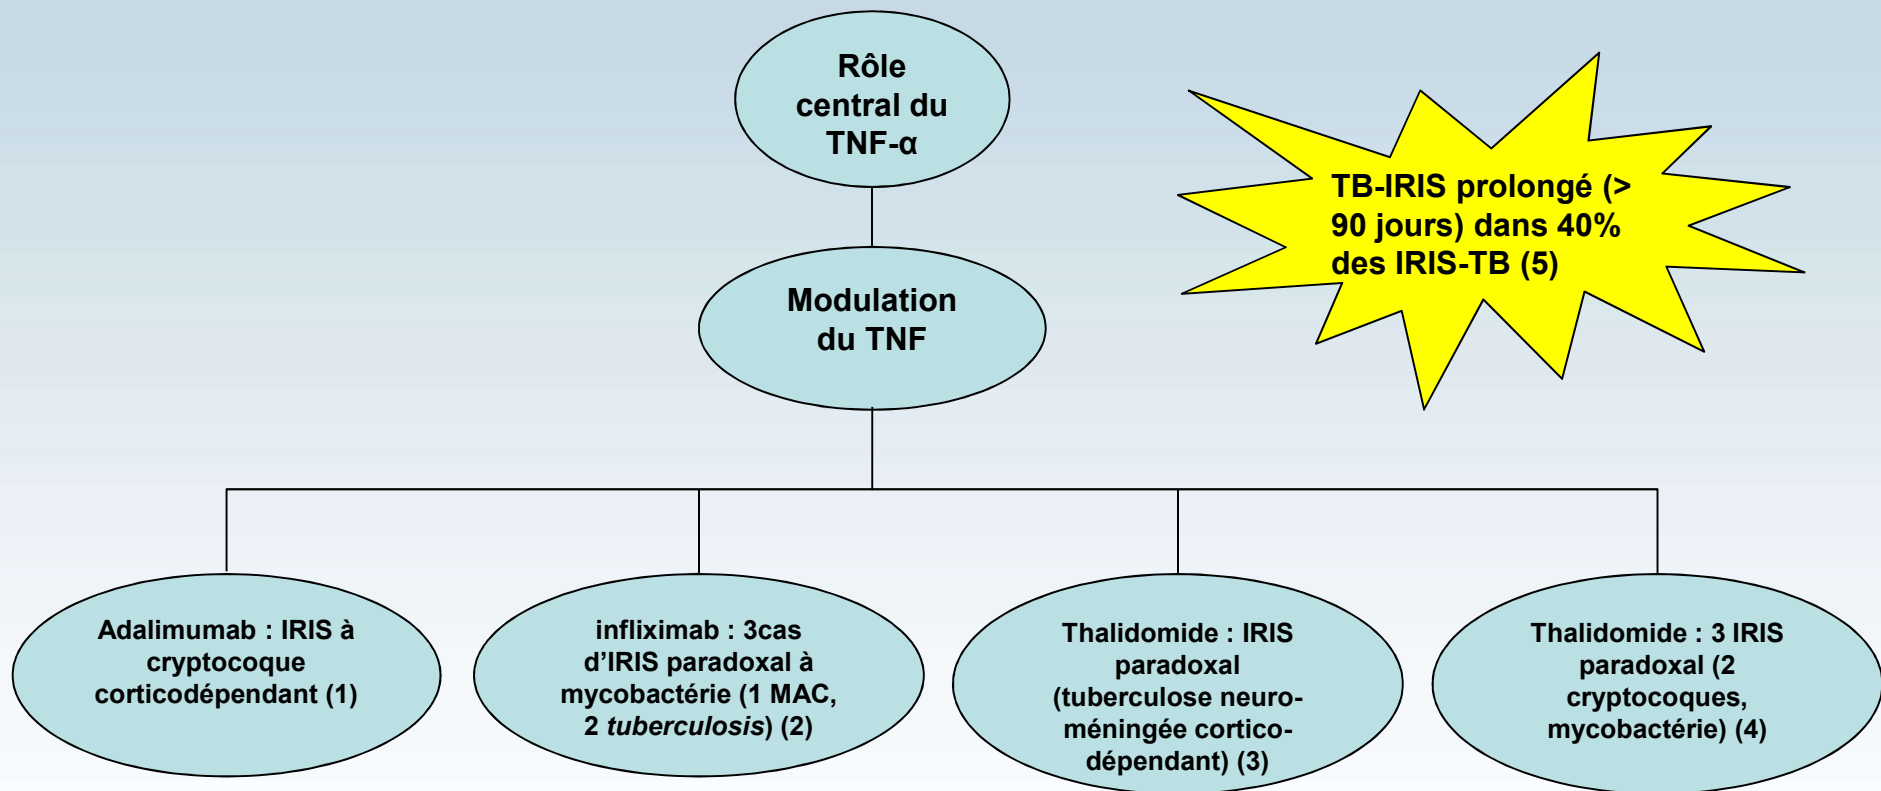 Rôle
central du
TNF-α
TB-IRIS prolongé (>
90 jours) dans 40%
des IRIS-TB (5)
Modulation
du TNF
Adalimumab : IRIS à
cryptocoque
corticodépendant (1)
infliximab : 3cas
d’IRIS paradoxal à
mycobactérie (1 MAC,
2 tuberculosis) (2)
Thalidomide : IRIS
paradoxal
(tuberculose neuro-
méningée cortico-
dépendant) (3)
Thalidomide : 3 IRIS
paradoxal (2
cryptocoques,
mycobactérie) (4)